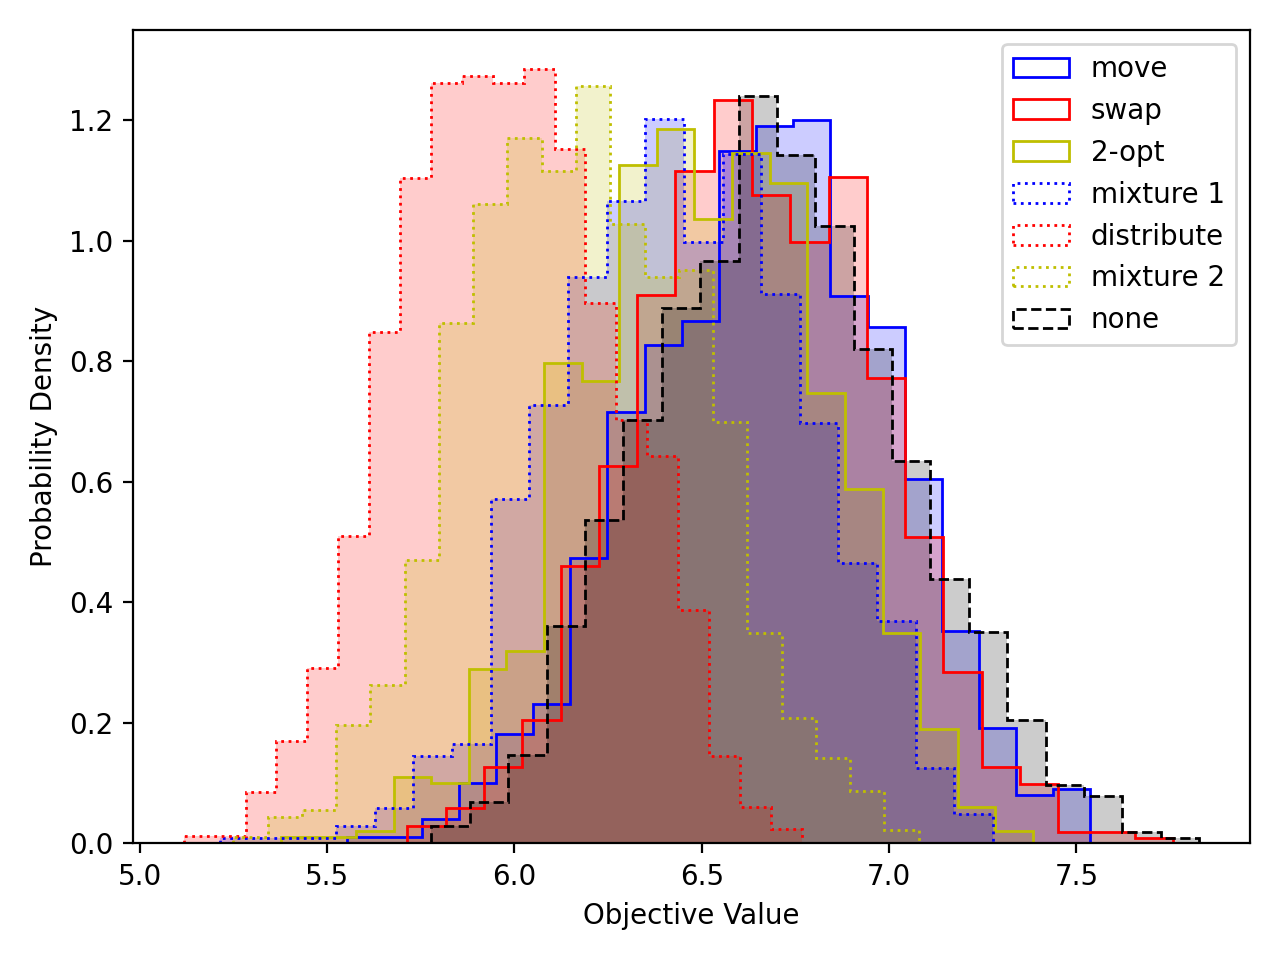 move
swap
2-opt
mixture 1
distribute
mixture 2
none
Probability Density
1.2
1.0
0.8
0.6
0.4
0.2
0.0
5.0 5.5 6.0 6.5 7.0 7.5
Objective Value